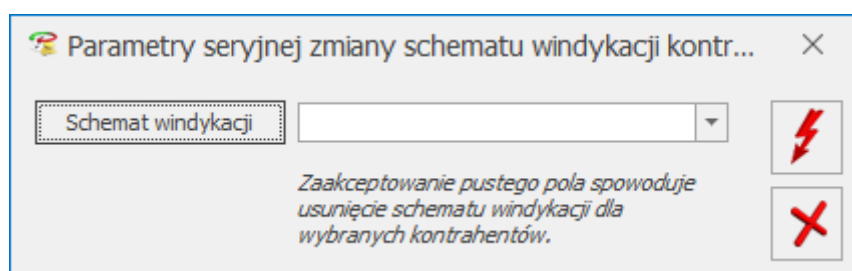 Parametry seryjnej zmiany schematu windykacji kontr...
Schemat windykacji
Zaakceptowanie pustego pola spowoduje
usunięcie schematu windykacji dla
wybranych kontrahentów.